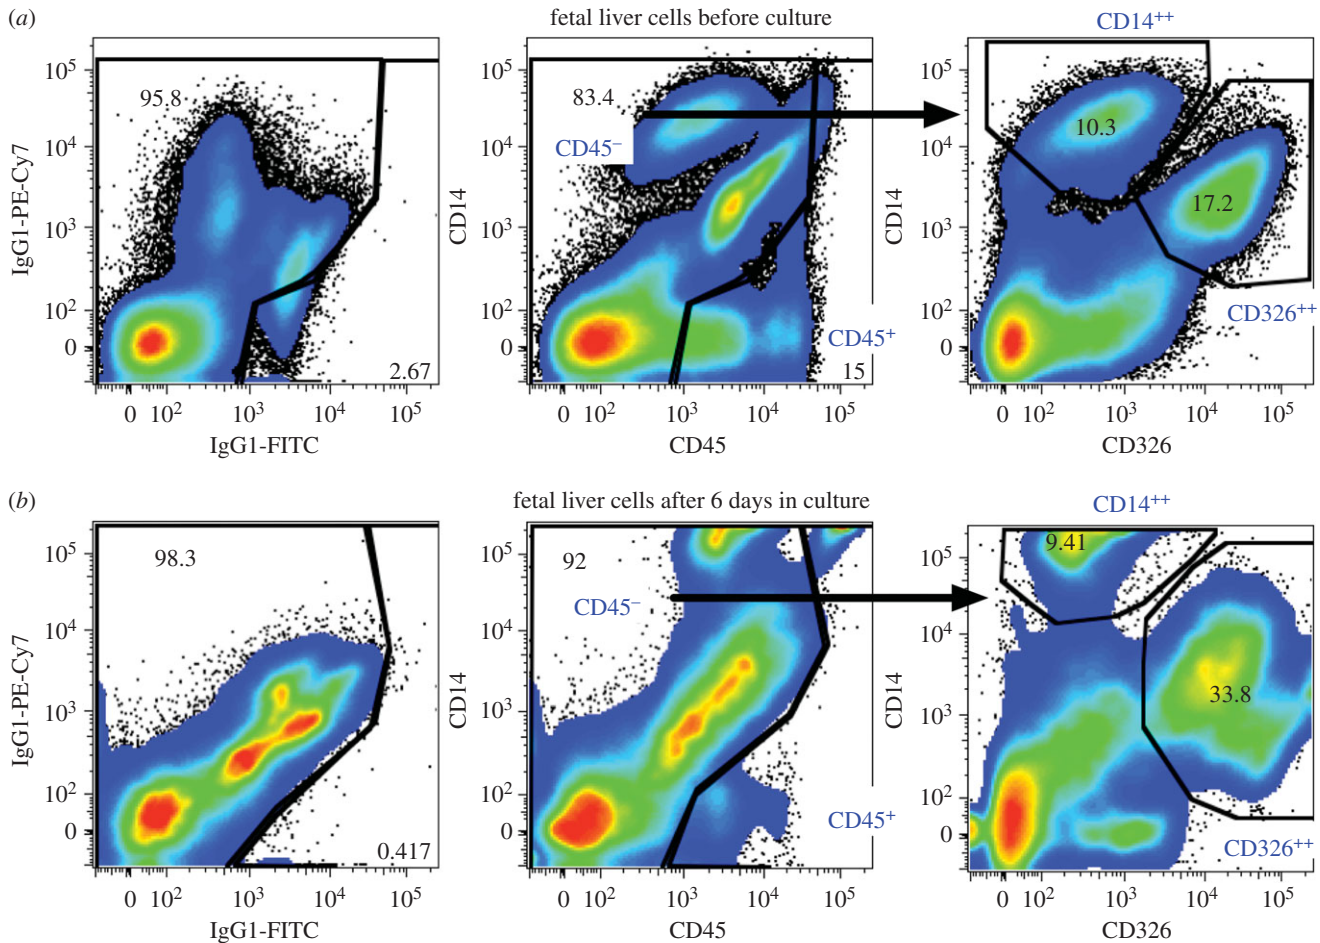 (a) fetal liver cells before culture CD14++
10⁵ 10⁵ 10⁵
95.8 83.4
10⁴ 10⁴ 10⁴ 10.3
CD45⁻
IgG1-PE-Cy7 CD14 CD14
10³ 10³ 10³ 17.2
10² 10² 10² CD326⁺⁺
0 0 CD45⁺ 0
2.67 15
0 10² 10³ 10⁴ 10⁵ 0 10² 10³ 10⁴ 10⁵ 0 10² 10³ 10⁴ 10⁵
IgG1-FITC CD45 CD326
(b) fetal liver cells after 6 days in culture CD14⁺⁺
10⁵ 98.3 10⁵ 92 10⁵ 9.41
CD45⁻
10⁴ 10⁴ 10⁴
IgG1-PE-Cy7 CD14 CD14
10³ 10³ 10³ 33.8
10² 10² 10²
0 0 CD45⁺ 0
0.417 CD326⁺⁺
0 10² 10³ 10⁴ 10⁵ 0 10² 10³ 10⁴ 10⁵ 0 10² 10³ 10⁴ 10⁵
IgG1-FITC CD45 CD326